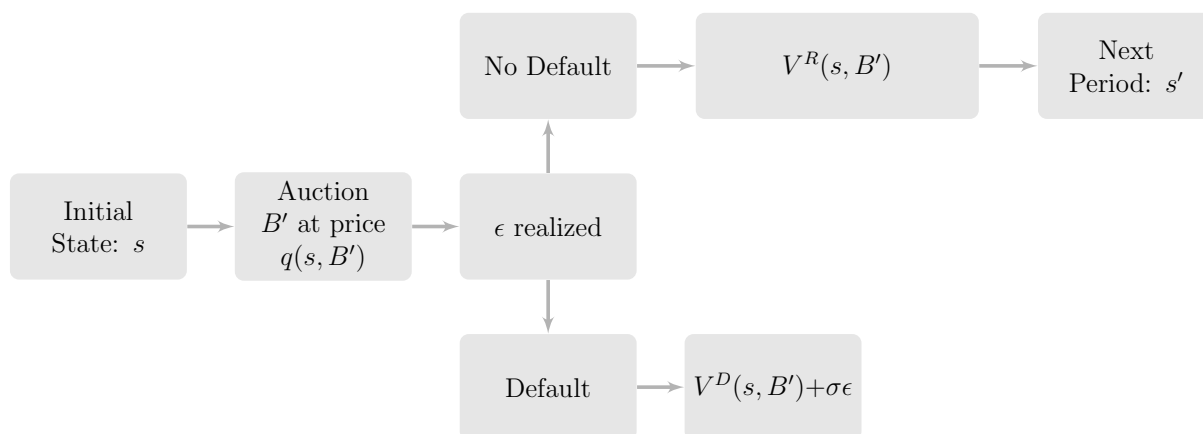 No Default
V^R(s, B′)
Next
Period: s′
Initial
State: s
Auction
B′ at price
q(s, B′)
ϵ realized
Default
V^D(s, B′)+σϵ